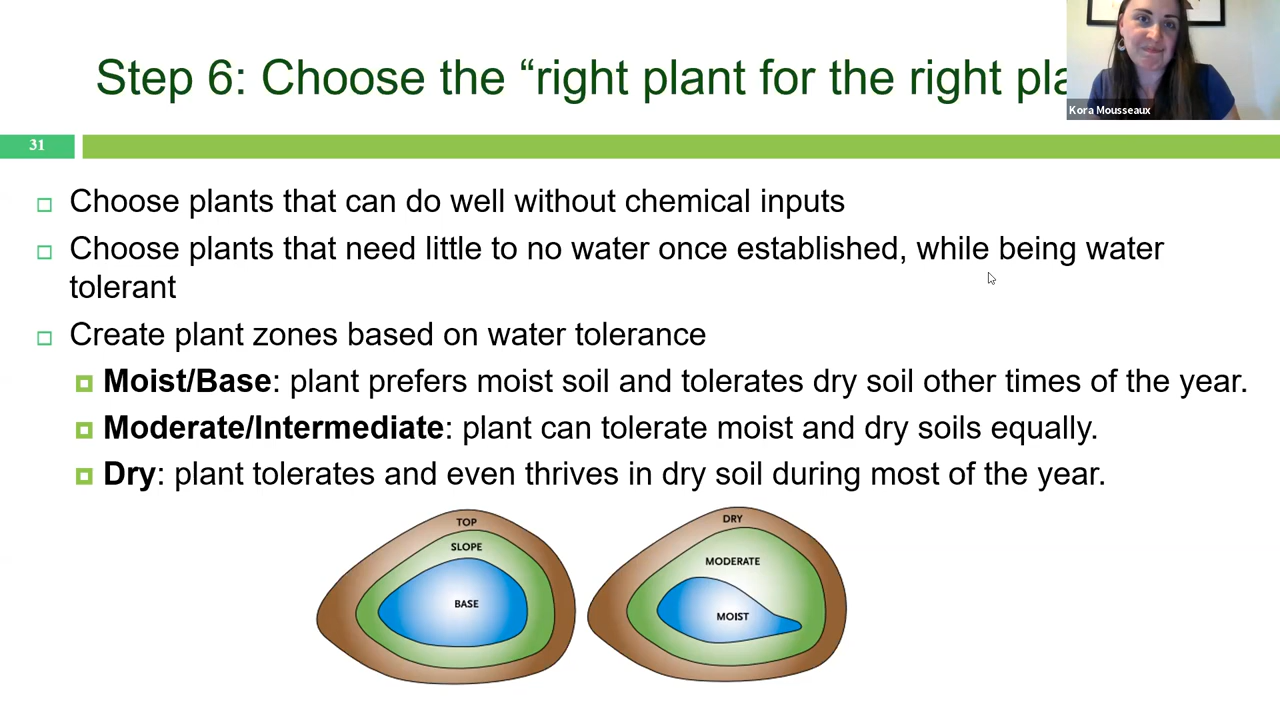 Step 6: Choose the “right plant for the right
Kora Mousseaux
31
Choose plants that can do well without chemical inputs
Choose plants that need little to no water once established, while being water
tolerant
Create plant zones based on water tolerance
Moist/Base: plant prefers moist soil and tolerates dry soil other times of the year.
Moderate/Intermediate: plant can tolerate moist and dry soils equally.
Dry: plant tolerates and even thrives in dry soil during most of the year.
TOP
SLOPE
BASE
DRY
MODERATE
MOIST